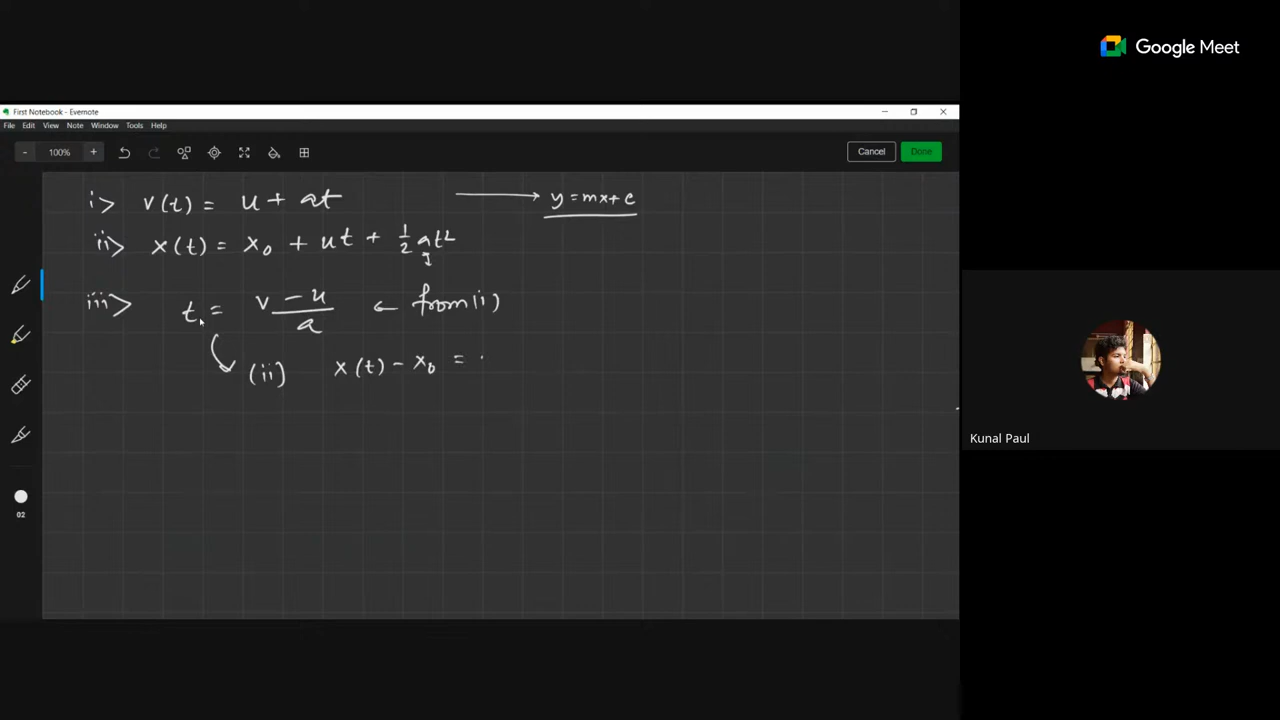 Google Meet
First Notebook - Evernote
File Edit View Note Window Tools Help
- 100% + Cancel Done
i> v(t) = u + at → y = mx + c
ii> x(t) = x₀ + ut + ½at²
iii> t = (v - u)/a ← from (i)
(ii) x(t) - x₀ =
02
Kunal Paul